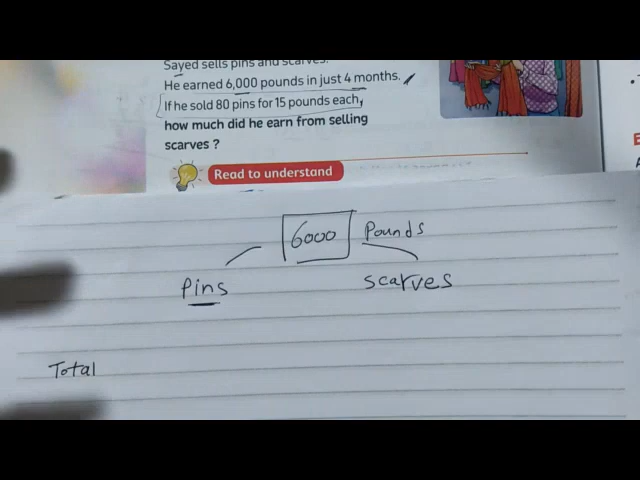 Sayed sells pins and scarves.
He earned 6,000 pounds in just 4 months.
If he sold 80 pins for 15 pounds each,
how much did he earn from selling
scarves ?
Read to understand
6000 Pounds
Pins scarves
Total